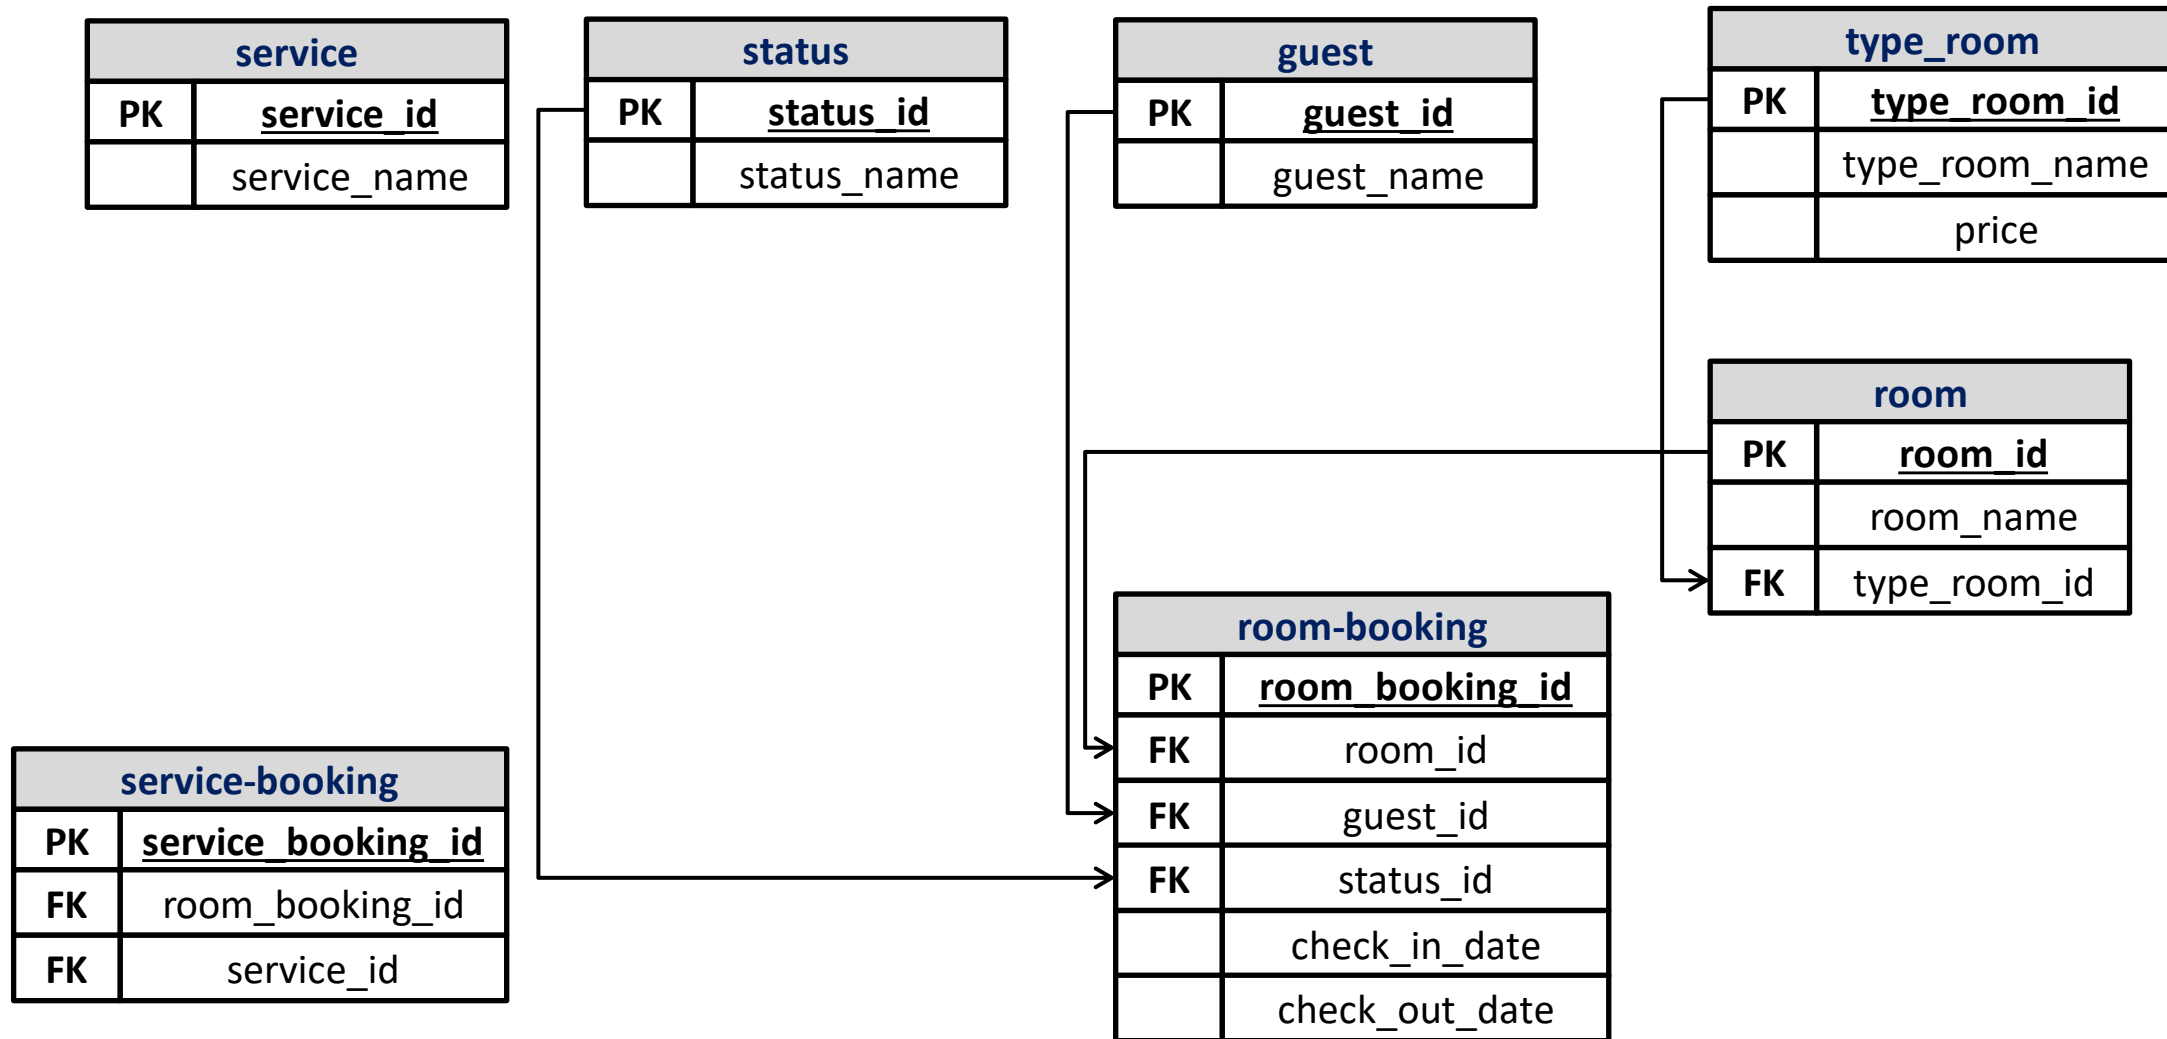 service
PK service_id
service_name
status
PK status_id
status_name
guest
PK guest_id
guest_name
type_room
PK type_room_id
type_room_name
price
room
PK room_id
room_name
FK type_room_id
room-booking
PK room_booking_id
FK room_id
FK guest_id
FK status_id
check_in_date
check_out_date
service-booking
PK service_booking_id
FK room_booking_id
FK service_id